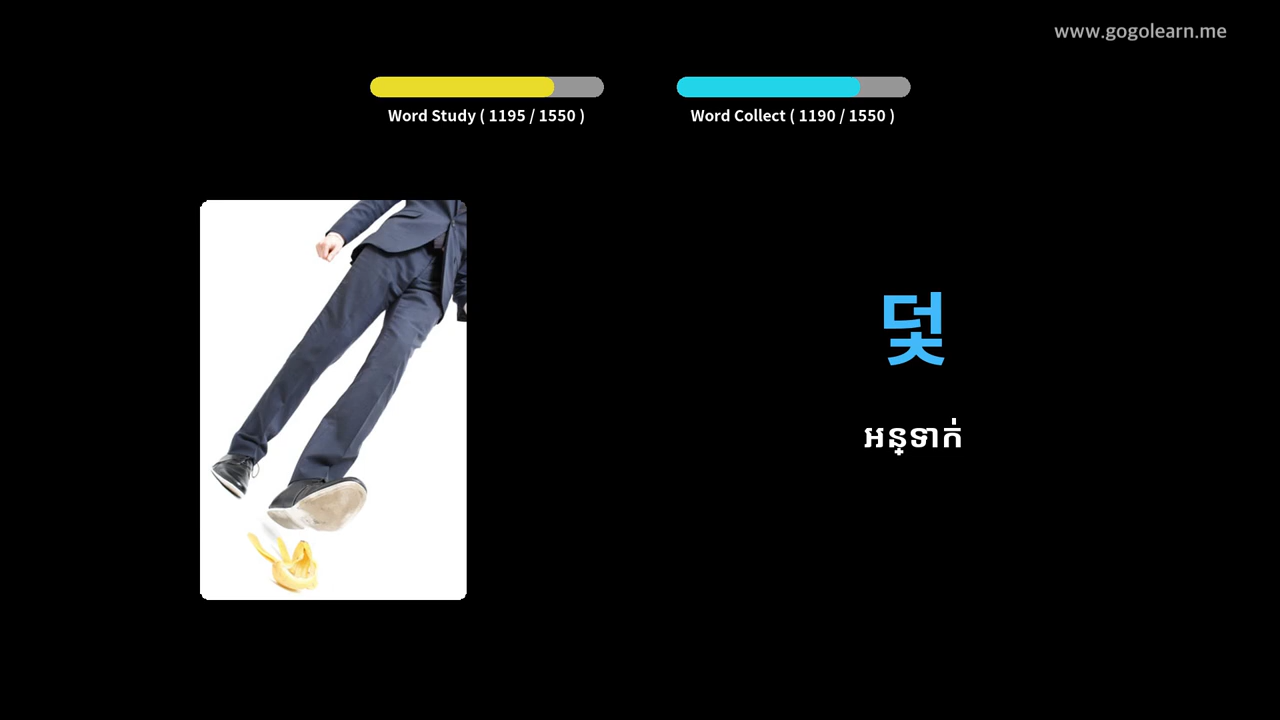 www.gogolearn.me
Word Study ( 1195 / 1550 )
Word Collect ( 1190 / 1550 )
덫
អន្ទាក់